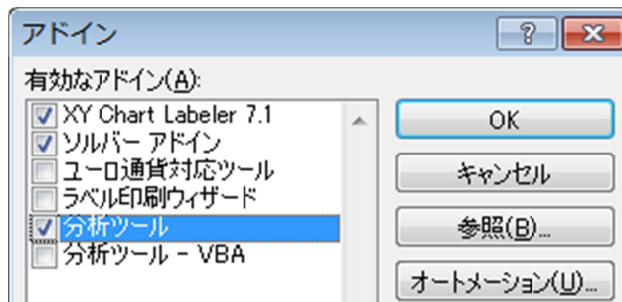 アドイン
有効なアドイン(A):
XY Chart Labeler 7.1
ソルバー アドイン
ユーロ通貨対応ツール
ラベル印刷ウィザード
分析ツール
分析ツール - VBA
OK
キャンセル
参照(B)...
オートメーション(U)...